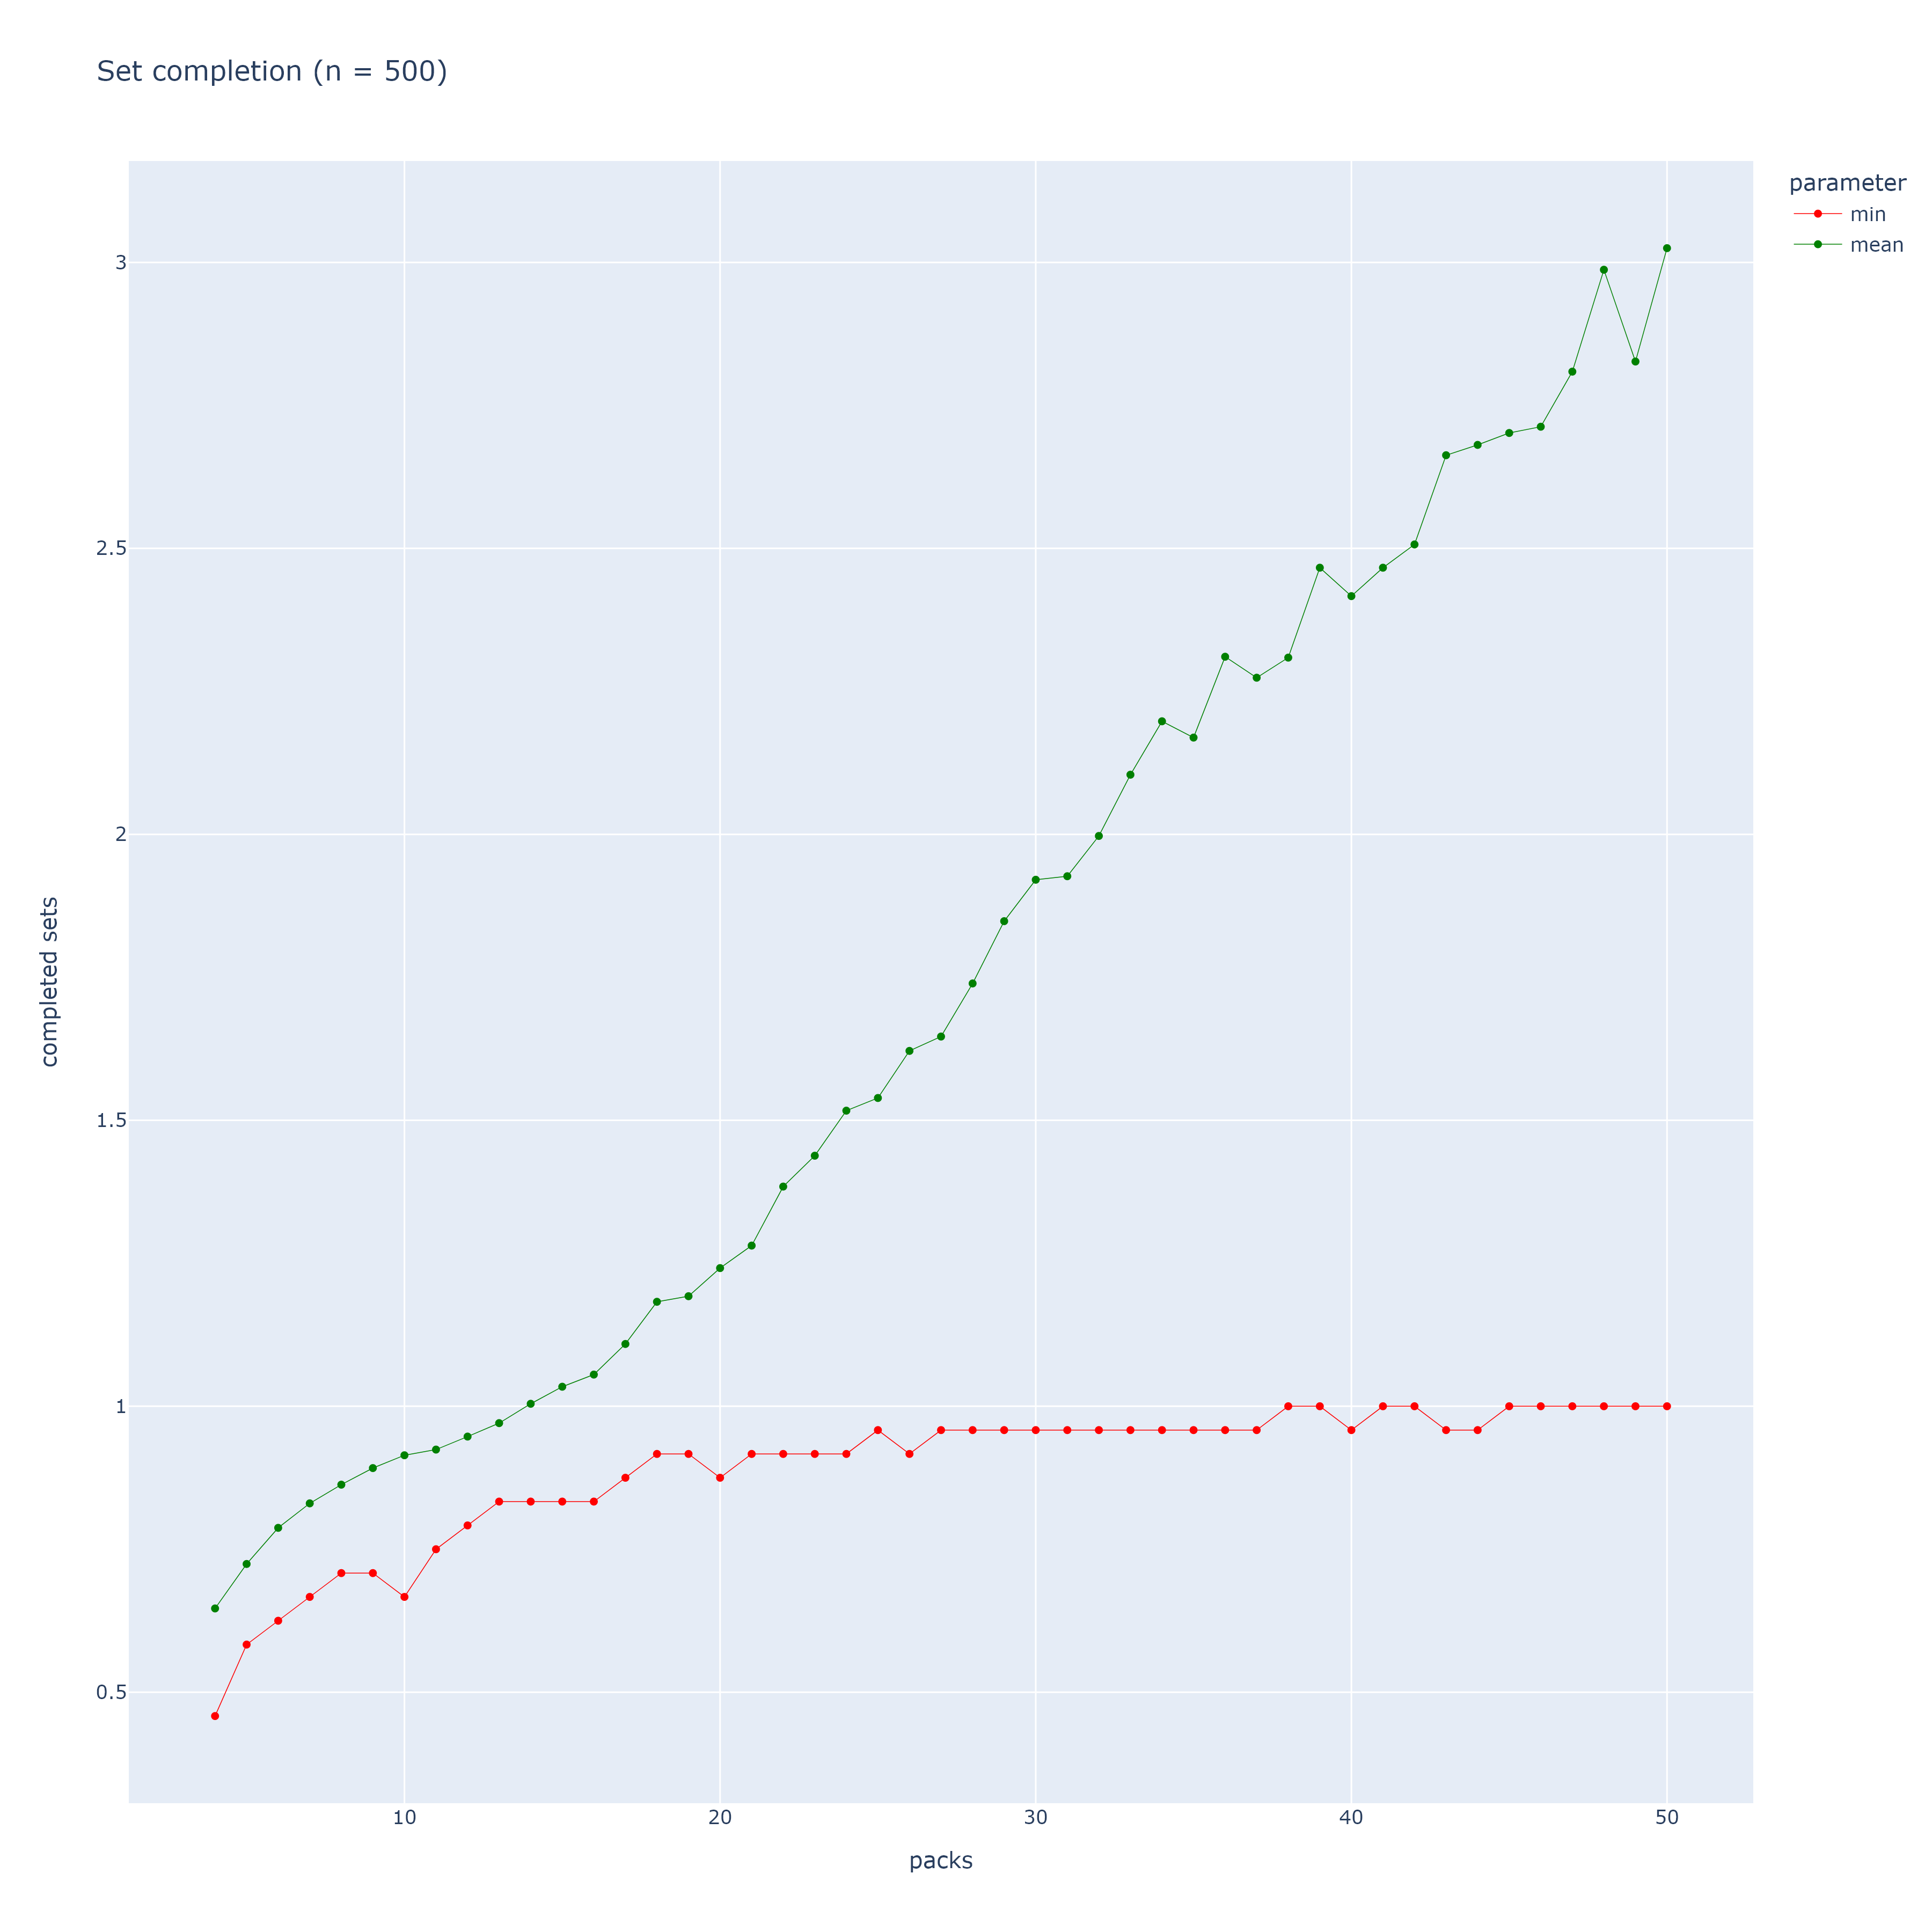 Set completion (n = 500)
parameter
min
mean
3
2.5
2
1.5
1
0.5
completed sets
10 20 30 40 50
packs